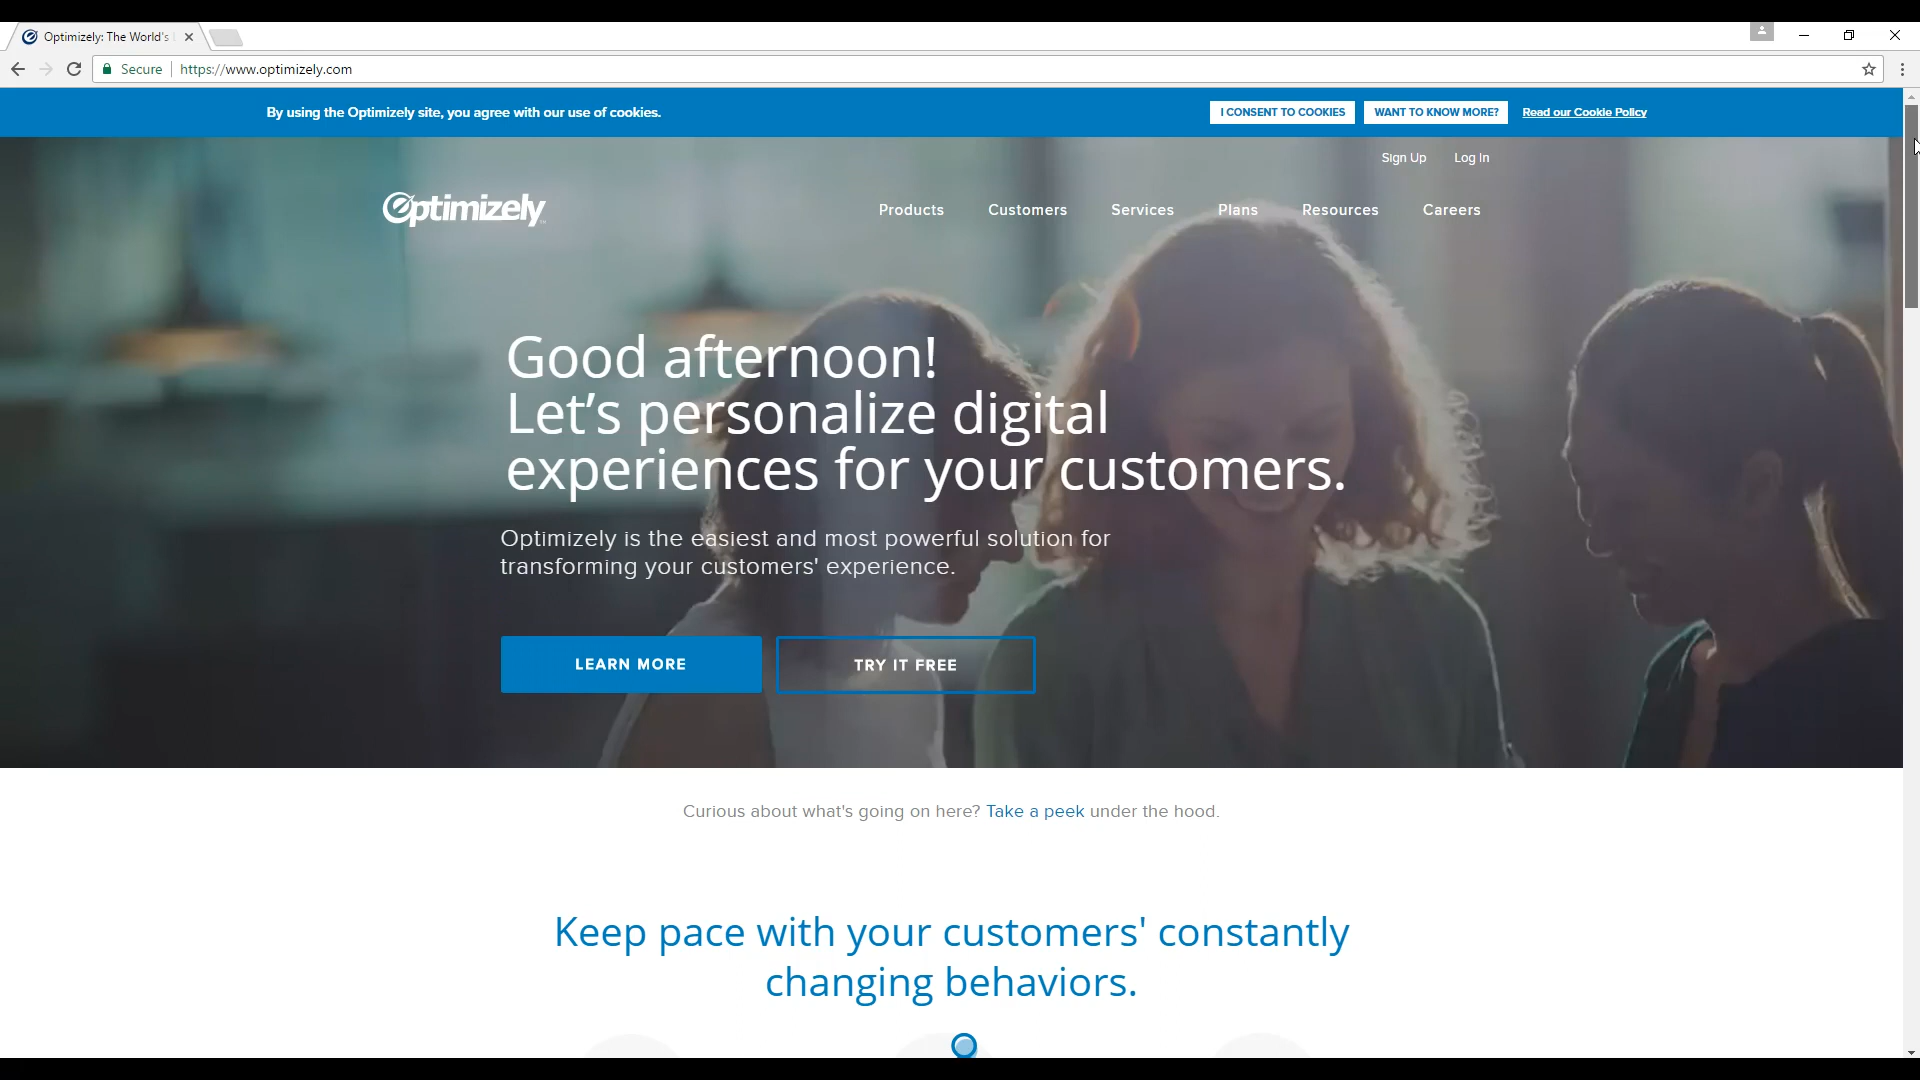 Optimizely: The World's
Secure https://www.optimizely.com
By using the Optimizely site, you agree with our use of cookies.
I CONSENT TO COOKIES WANT TO KNOW MORE? Read our Cookie Policy
Sign Up Log In
Optimizely
Products Customers Services Plans Resources Careers
Good afternoon!
Let’s personalize digital
experiences for your customers.
Optimizely is the easiest and most powerful solution for
transforming your customers' experience.
LEARN MORE TRY IT FREE
Curious about what's going on here? Take a peek under the hood.
Keep pace with your customers' constantly
changing behaviors.